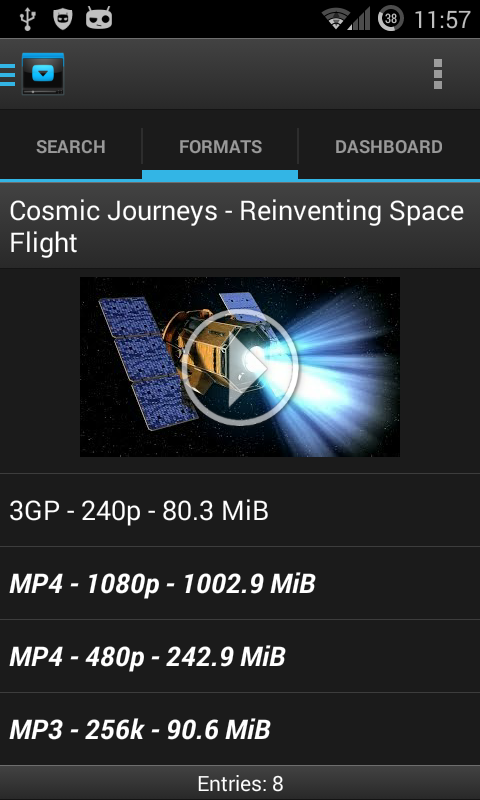 38 11:57
SEARCH FORMATS DASHBOARD
Cosmic Journeys - Reinventing Space
Flight
3GP - 240p - 80.3 MiB
MP4 - 1080p - 1002.9 MiB
MP4 - 480p - 242.9 MiB
MP3 - 256k - 90.6 MiB
Entries: 8